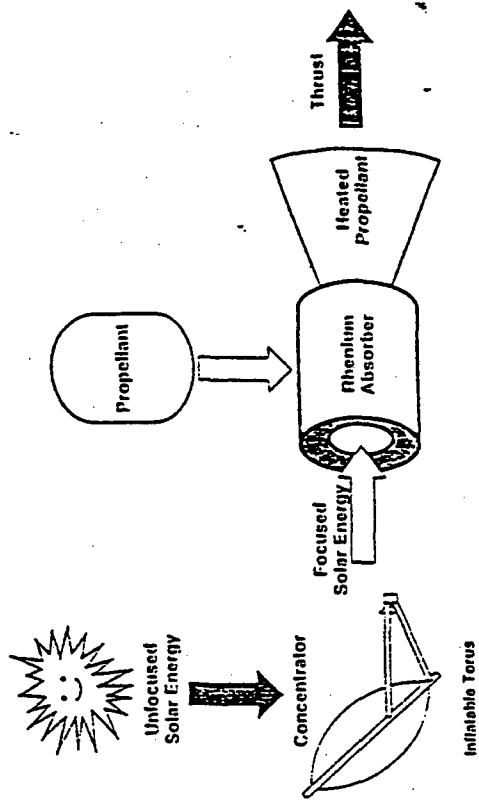 Unfocused
Solar Energy
Concentrator
Inflatable Torus
Focused
Solar Energy
Propellant
Rhenium
Absorber
Heated
Propellant
Thrust